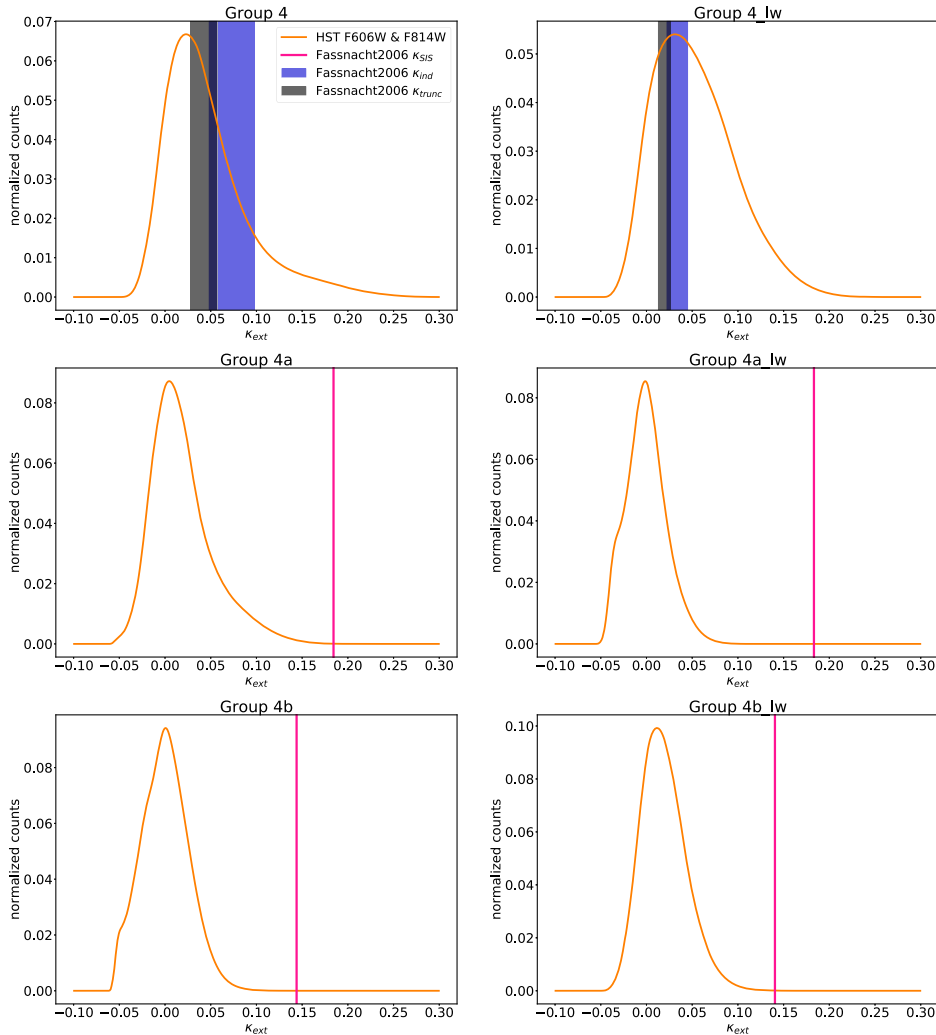 Group 4
0.07
0.06
0.05
0.04
0.03
0.02
0.01
0.00
normalized counts
HST F606W & F814W
Fassnacht2006 κSIS
Fassnacht2006 κind
Fassnacht2006 κtrunc
−0.10 −0.05 0.00 0.05 0.10 0.15 0.20 0.25 0.30
κext
Group 4_lw
0.05
0.04
0.03
0.02
0.01
0.00
normalized counts
−0.10 −0.05 0.00 0.05 0.10 0.15 0.20 0.25 0.30
κext
Group 4a
0.08
0.06
0.04
0.02
0.00
normalized counts
−0.10 −0.05 0.00 0.05 0.10 0.15 0.20 0.25 0.30
κext
Group 4a_lw
0.08
0.06
0.04
0.02
0.00
normalized counts
−0.10 −0.05 0.00 0.05 0.10 0.15 0.20 0.25 0.30
κext
Group 4b
0.08
0.06
0.04
0.02
0.00
normalized counts
−0.10 −0.05 0.00 0.05 0.10 0.15 0.20 0.25 0.30
κext
Group 4b_lw
0.10
0.08
0.06
0.04
0.02
0.00
normalized counts
−0.10 −0.05 0.00 0.05 0.10 0.15 0.20 0.25 0.30
κext